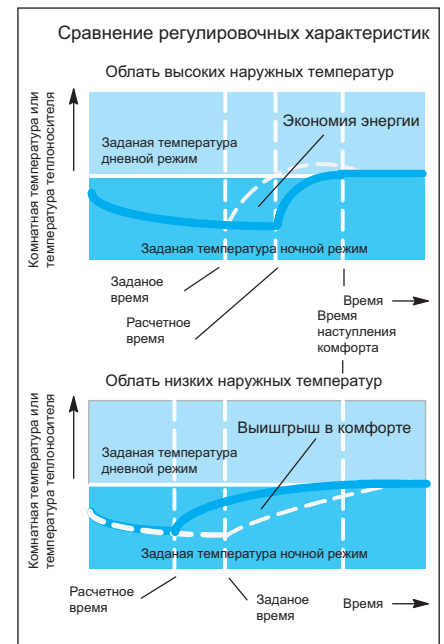 Сравнение регулировочных характеристик
Облать высоких наружных температур
Комнатная температура или
температура теплоносителя
Экономия энергии
Заданая температура
дневной режим
Заданая температура ночной режим
Заданое
время
Расчетное
время
Время
Время
наступления
комфорта
Облать низких наружных температур
Комнатная температура или
температура теплоносителя
Заданая температура
дневной режим
Выишгрыш в комфорте
Заданая температура ночной режим
Расчетное
время
Заданое
время
Время